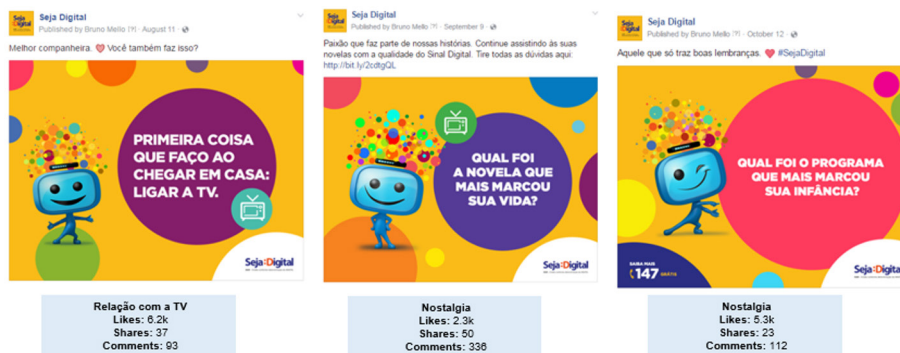 Seja Digital
Published by Bruno Mello [?] · August 11 ·
Melhor companheira. Você também faz isso?
PRIMEIRA COISA
QUE FAÇO AO
CHEGAR EM CASA:
LIGAR A TV.
Seja:Digital
Relação com a TV
Likes: 6.2k
Shares: 37
Comments: 93
Seja Digital
Published by Bruno Mello [?] · September 9 ·
Paixão que faz parte de nossas histórias. Continue assistindo às suas
novelas com a qualidade do Sinal Digital. Tire todas as dúvidas aqui:
http://bit.ly/2cdtgQL
QUAL FOI
A NOVELA QUE
MAIS MARCOU
SUA VIDA?
Seja:Digital
Nostalgia
Likes: 2.3k
Shares: 50
Comments: 336
Seja Digital
Published by Bruno Mello [?] · October 12 ·
Aquele que só traz boas lembranças. #SejaDigital
QUAL FOI O PROGRAMA
QUE MAIS MARCOU
SUA INFÂNCIA?
SAIBA MAIS
147 GRÁTIS
Seja:Digital
Nostalgia
Likes: 5.3k
Shares: 23
Comments: 112